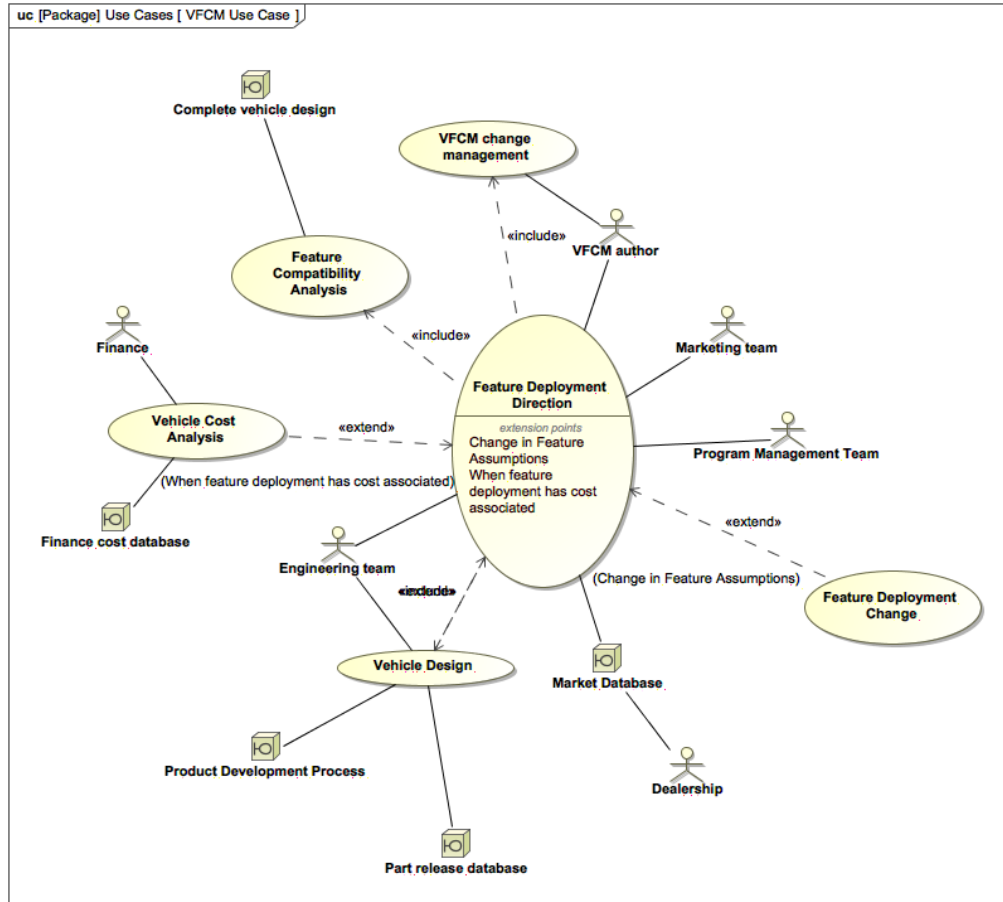 uc [Package] Use Cases [ VFCM Use Case ]
Complete vehicle design
VFCM change
management
«include»
VFCM author
Feature
Compatibility
Analysis
«include»
Finance
Marketing team
Feature Deployment
Direction
extension points
Change in Feature
Assumptions
When feature
deployment has cost
associated
Vehicle Cost
Analysis
«extend»
Program Management Team
(When feature deployment has cost associated)
Finance cost database
Engineering team
«extend»
(Change in Feature Assumptions)
Feature Deployment
Change
Vehicle Design
Market Database
Product Development Process
Dealership
Part release database